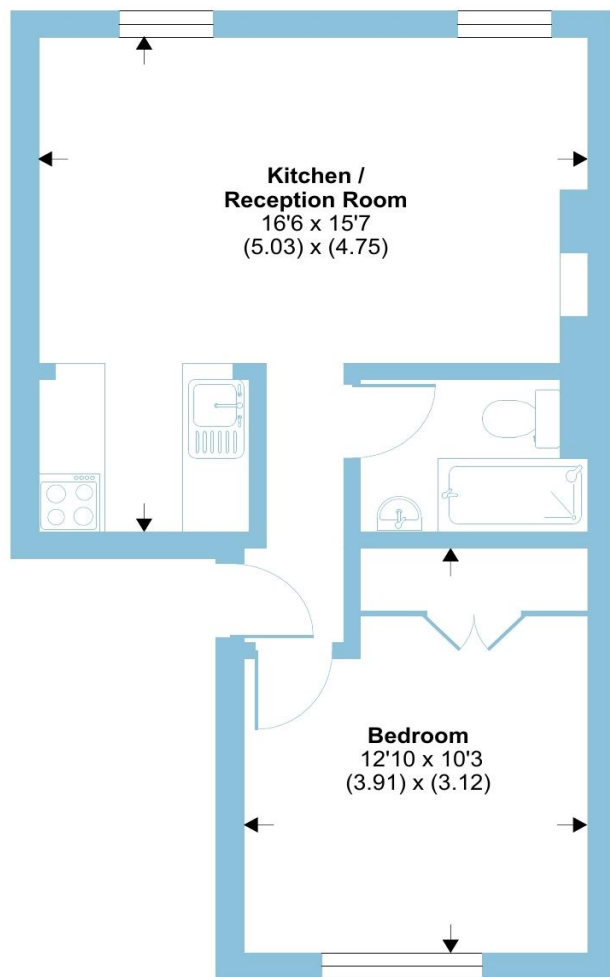 Kitchen /
Reception Room
16'6 x 15'7
(5.03) x (4.75)
Bedroom
12'10 x 10'3
(3.91) x (3.12)